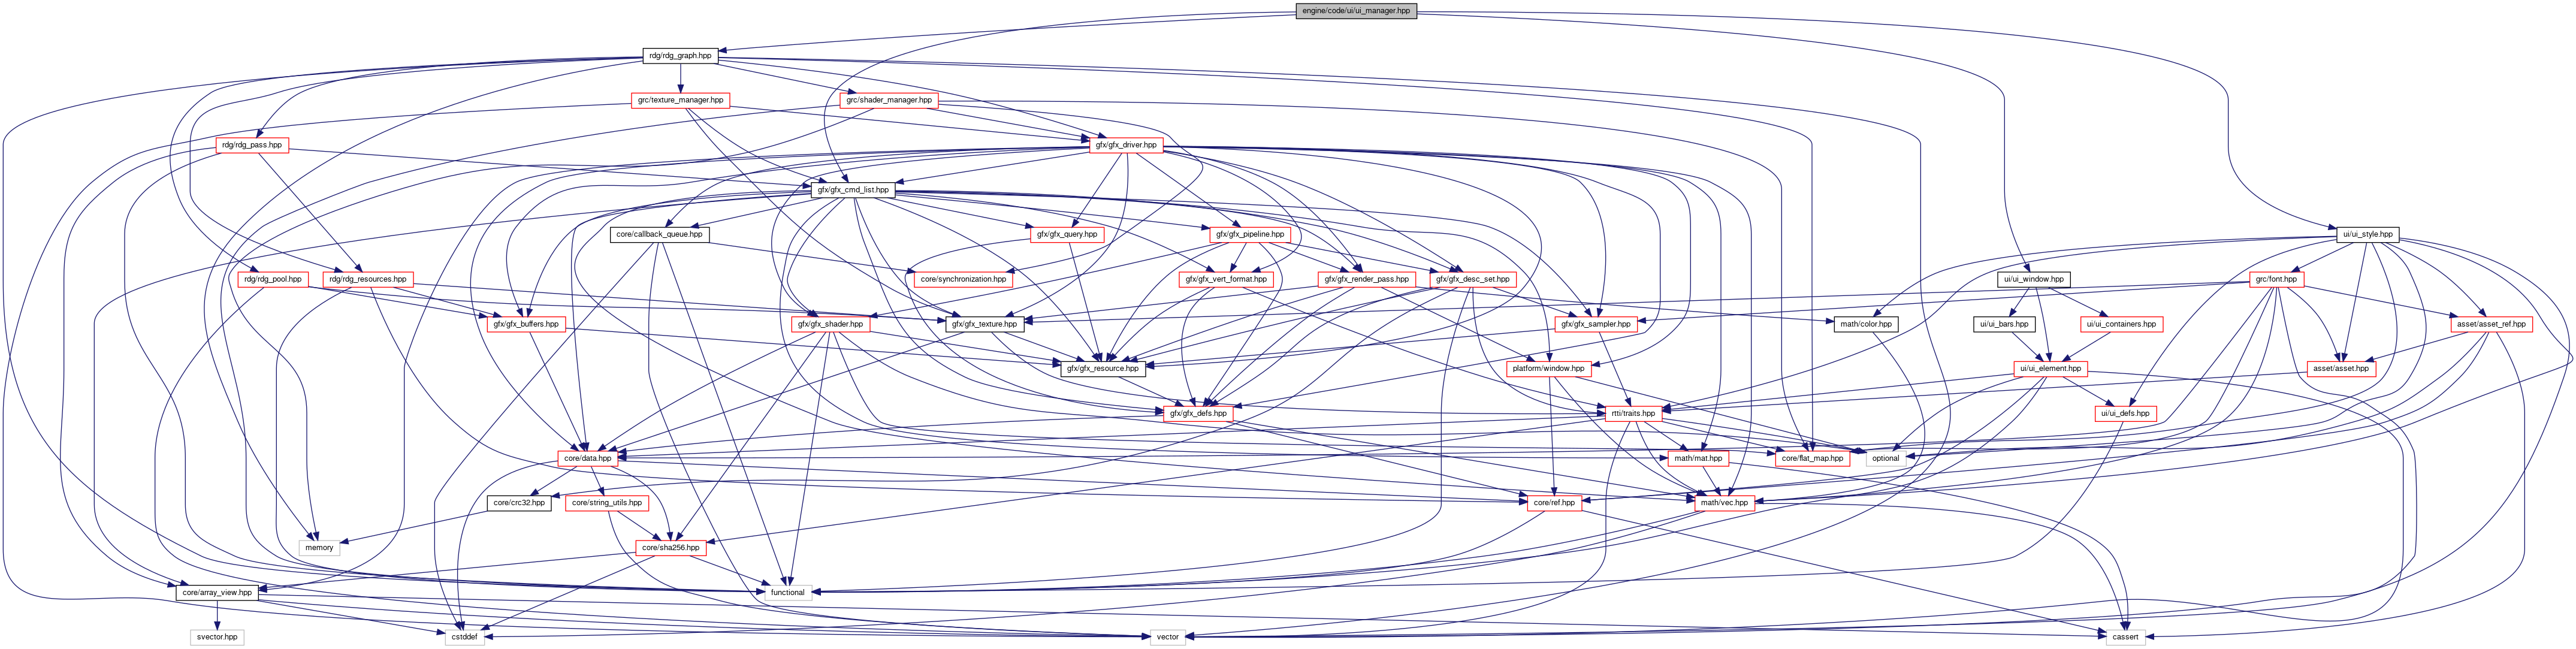 engine/code/ui/ui_manager.hpp
rdg/rdg_graph.hpp
grc/texture_manager.hpp
grc/shader_manager.hpp
rdg/rdg_pass.hpp
gfx/gfx_driver.hpp
gfx/gfx_cmd_list.hpp
core/callback_queue.hpp
gfx/gfx_query.hpp
gfx/gfx_pipeline.hpp
ui/ui_style.hpp
rdg/rdg_pool.hpp
rdg/rdg_resources.hpp
core/synchronization.hpp
gfx/gfx_vert_format.hpp
gfx/gfx_render_pass.hpp
gfx/gfx_desc_set.hpp
ui/ui_window.hpp
grc/font.hpp
gfx/gfx_buffers.hpp
gfx/gfx_shader.hpp
gfx/gfx_texture.hpp
gfx/gfx_sampler.hpp
math/color.hpp
ui/ui_bars.hpp
ui/ui_containers.hpp
asset/asset_ref.hpp
gfx/gfx_resource.hpp
platform/window.hpp
ui/ui_element.hpp
asset/asset.hpp
gfx/gfx_defs.hpp
rtti/traits.hpp
ui/ui_defs.hpp
core/data.hpp
math/mat.hpp
core/flat_map.hpp
optional
core/crc32.hpp
core/string_utils.hpp
core/ref.hpp
math/vec.hpp
memory
core/sha256.hpp
core/array_view.hpp
functional
svector.hpp
cstddef
vector
cassert